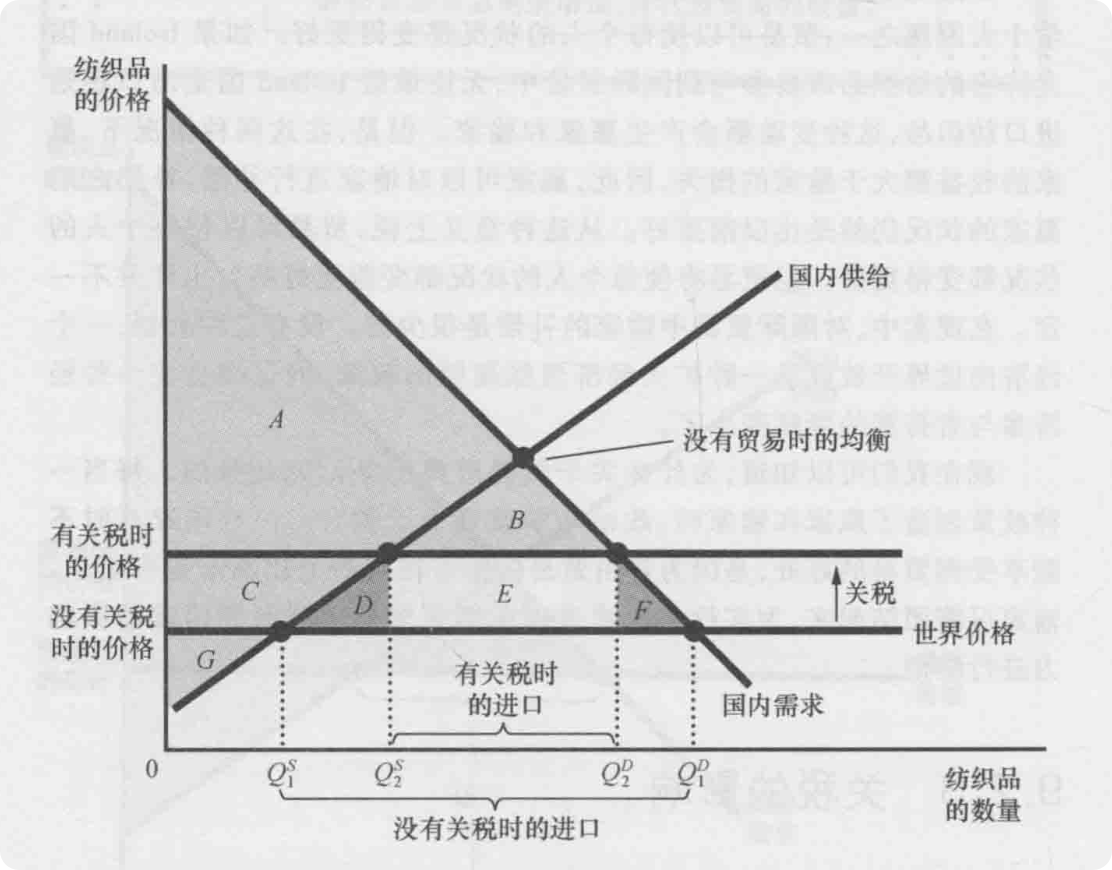 纺织品
的价格
国内供给
A
没有贸易时的均衡
B
有关税时
的价格
C
D
E
F
关税
没有关税
时的价格
世界价格
G
有关税时
的进口
国内需求
0
Q₁ˢ
Q₂ˢ
Q₂ᴰ
Q₁ᴰ
纺织品
的数量
没有关税时的进口